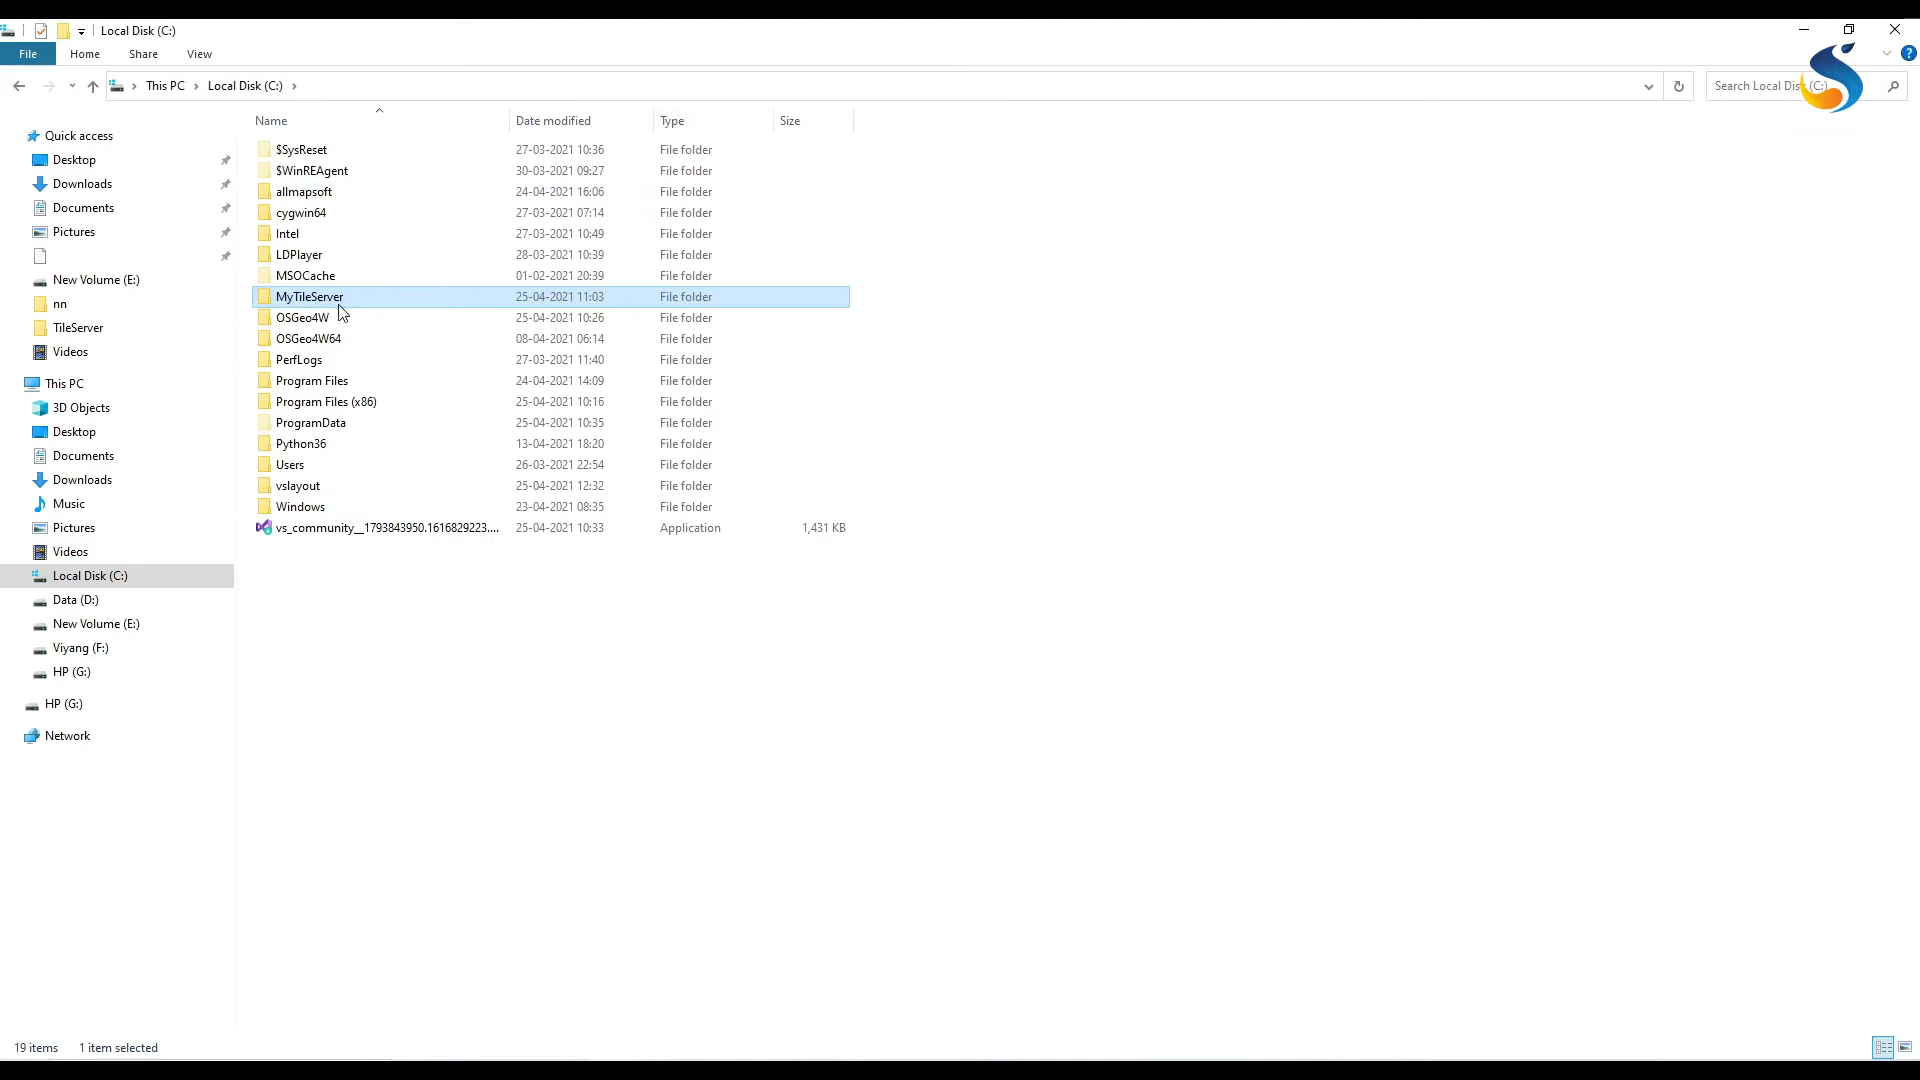 Local Disk (C:)
File Home Share View
This PC Local Disk (C:)
Search Local Disk (C:)
Name Date modified Type Size
Quick access
Desktop
Downloads
Documents
Pictures
New Volume (E:)
nn
TileServer
Videos
This PC
3D Objects
Desktop
Documents
Downloads
Music
Pictures
Videos
Local Disk (C:)
Data (D:)
New Volume (E:)
Viyang (F:)
HP (G:)
HP (G:)
Network
$SysReset 27-03-2021 10:36 File folder
$WinREAgent 30-03-2021 09:27 File folder
allmapsoft 24-04-2021 16:06 File folder
cygwin64 27-03-2021 07:14 File folder
Intel 27-03-2021 10:49 File folder
LDPlayer 28-03-2021 10:39 File folder
MSOCache 01-02-2021 20:39 File folder
MyTileServer 25-04-2021 11:03 File folder
OSGeo4W 25-04-2021 10:26 File folder
OSGeo4W64 08-04-2021 06:14 File folder
PerfLogs 27-03-2021 11:40 File folder
Program Files 24-04-2021 14:09 File folder
Program Files (x86) 25-04-2021 10:16 File folder
ProgramData 25-04-2021 10:35 File folder
Python36 13-04-2021 18:20 File folder
Users 26-03-2021 22:54 File folder
vslayout 25-04-2021 12:32 File folder
Windows 23-04-2021 08:35 File folder
vs_community__1793843950.1616829223.... 25-04-2021 10:33 Application 1,431 KB
19 items 1 item selected